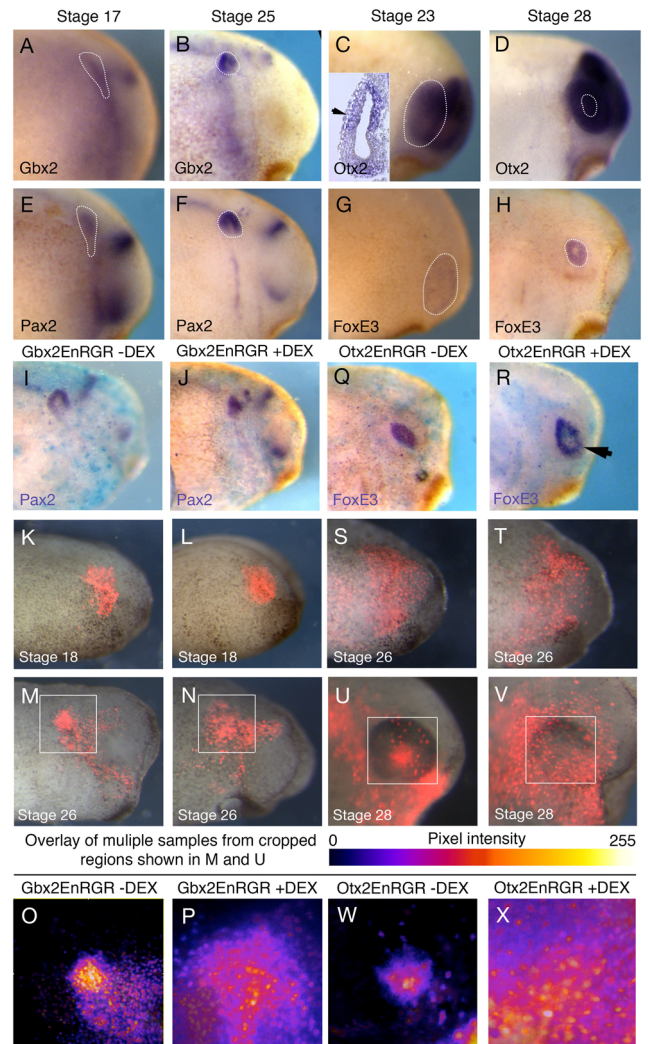 Stage 17 Stage 25 Stage 23 Stage 28
A B C D
Gbx2 Gbx2 Otx2 Otx2
E F G H
Pax2 Pax2 FoxE3 FoxE3
Gbx2EnRGR -DEX Gbx2EnRGR +DEX Otx2EnRGR -DEX Otx2EnRGR +DEX
I J Q R
Pax2 Pax2 FoxE3 FoxE3
K L S T
Stage 18 Stage 18 Stage 26 Stage 26
M N U V
Stage 26 Stage 26 Stage 28 Stage 28
Overlay of muliple samples from cropped
regions shown in M and U
0 Pixel intensity 255
Gbx2EnRGR -DEX Gbx2EnRGR +DEX Otx2EnRGR -DEX Otx2EnRGR +DEX
O P W X